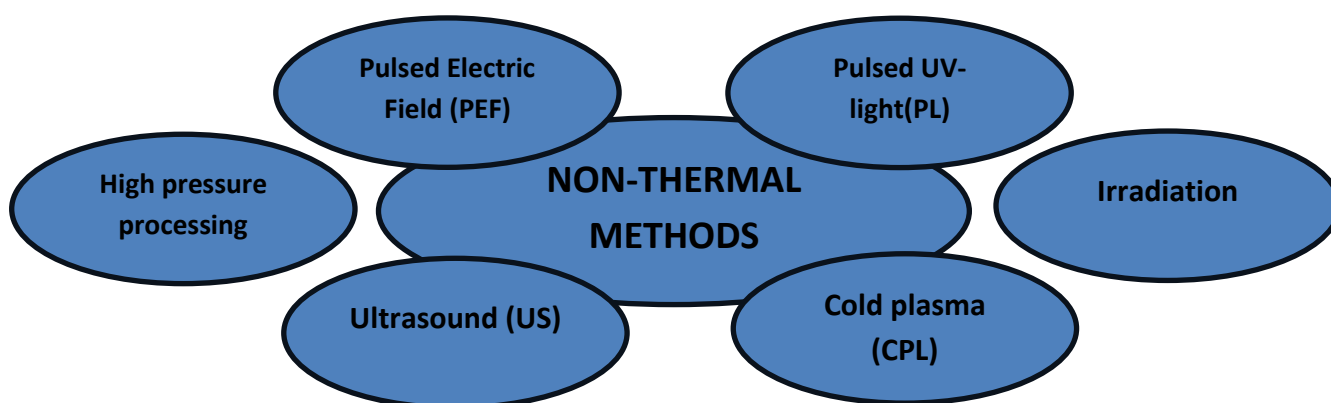 Pulsed Electric
Field (PEF)
Pulsed UV-
light(PL)
High pressure
processing
NON-THERMAL
METHODS
Irradiation
Ultrasound (US)
Cold plasma
(CPL)